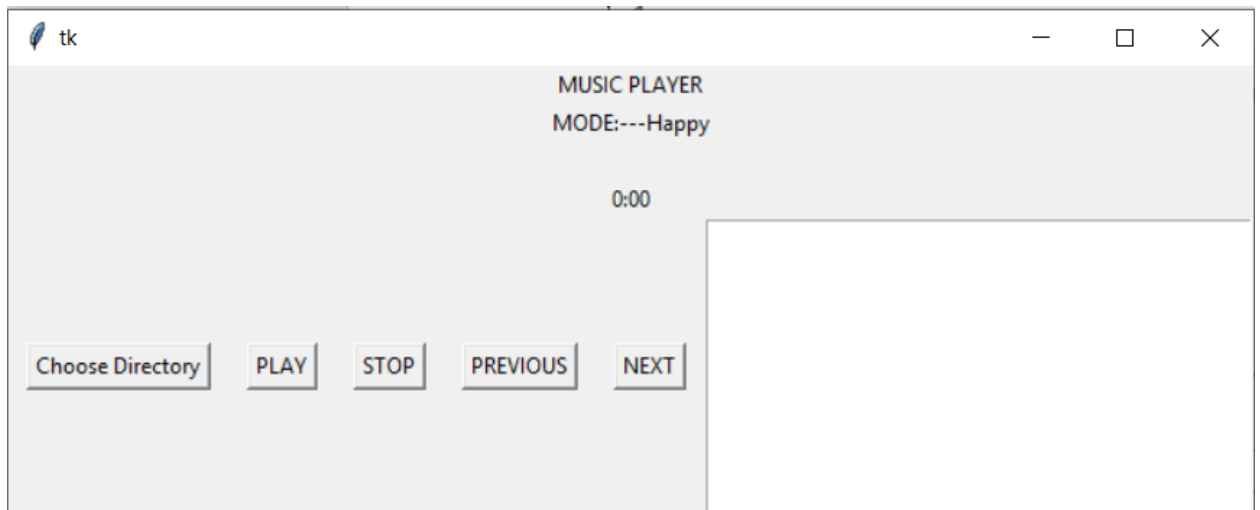 tk
MUSIC PLAYER
MODE:---Happy
0:00
Choose Directory PLAY STOP PREVIOUS NEXT